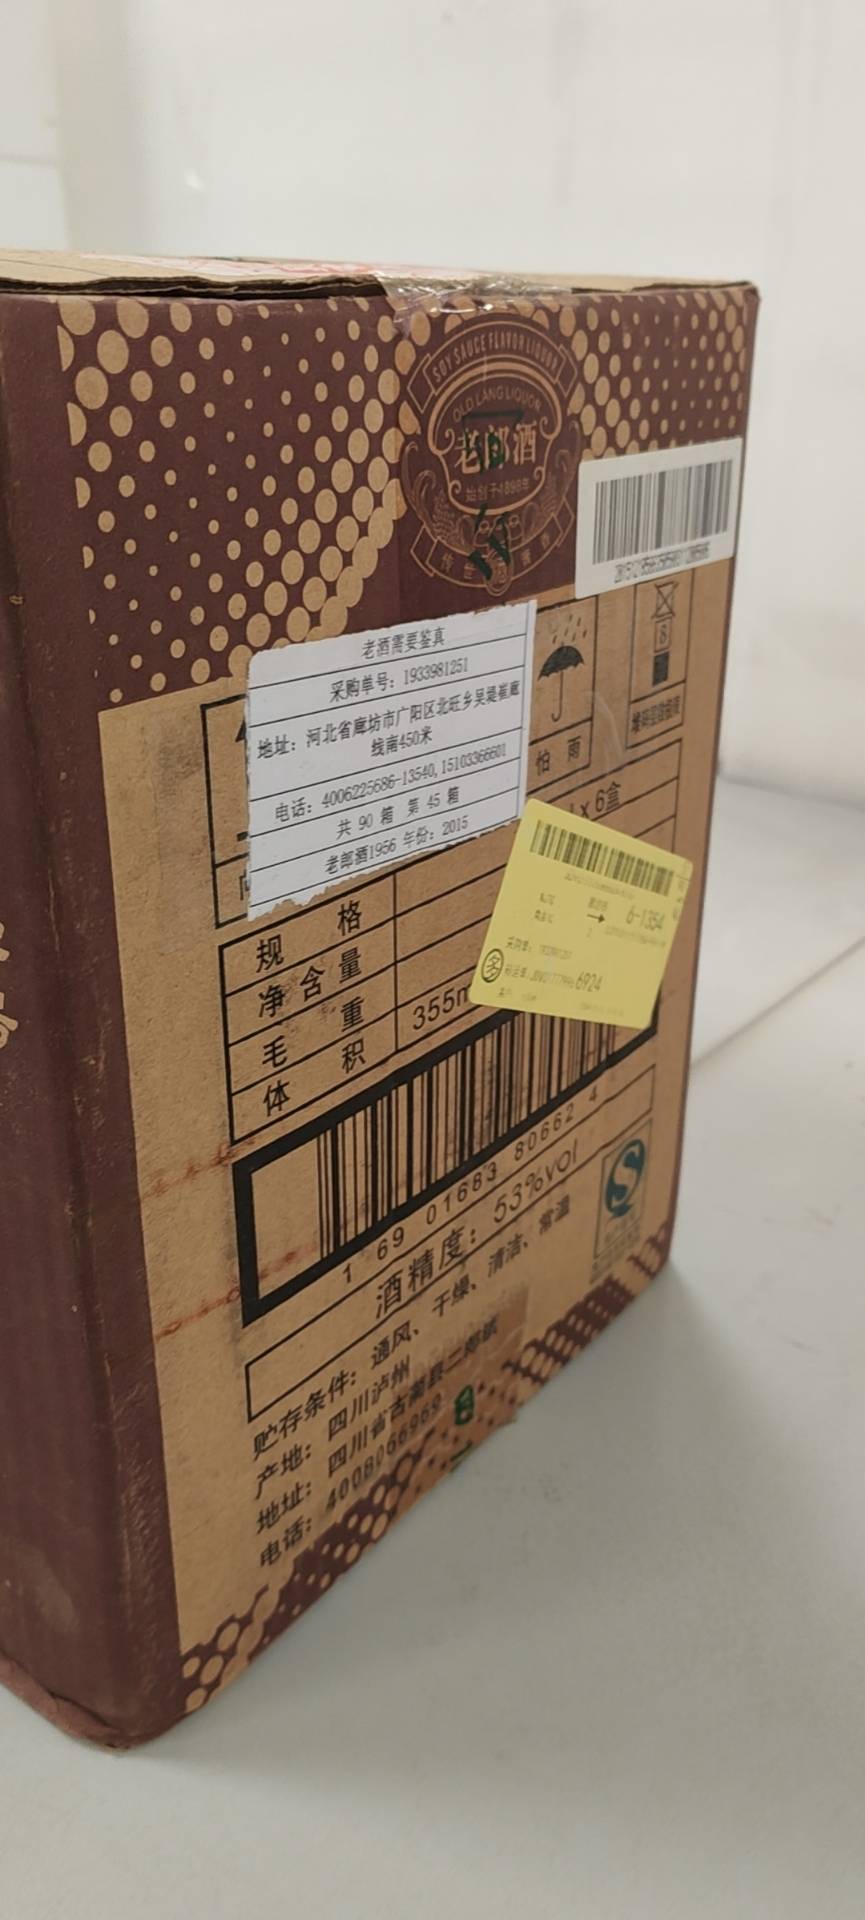 SOY SAUCE FLAVOR LIQUOR
OLD LANG LIQUOR
老郎酒
始创于1898年
老酒需要鉴真
采购单号：1933981251
地址：河北省廊坊市广阳区北旺乡吴堤崔廊
线南450米
电话：4006225686-13540,15103366601
共 90 箱 第 45 箱
老郎酒1956 年份：2015
怕 雨
8
x 6盒
6-1354
多
6924
规 格
净含量
毛 重
体 积
355m
1 69 01683 80662 4
酒精度：53%vol
贮存条件：通风、干燥、清洁、常温
产地：四川泸州
地址：四川省古蔺县二郎镇
电话：4008066969